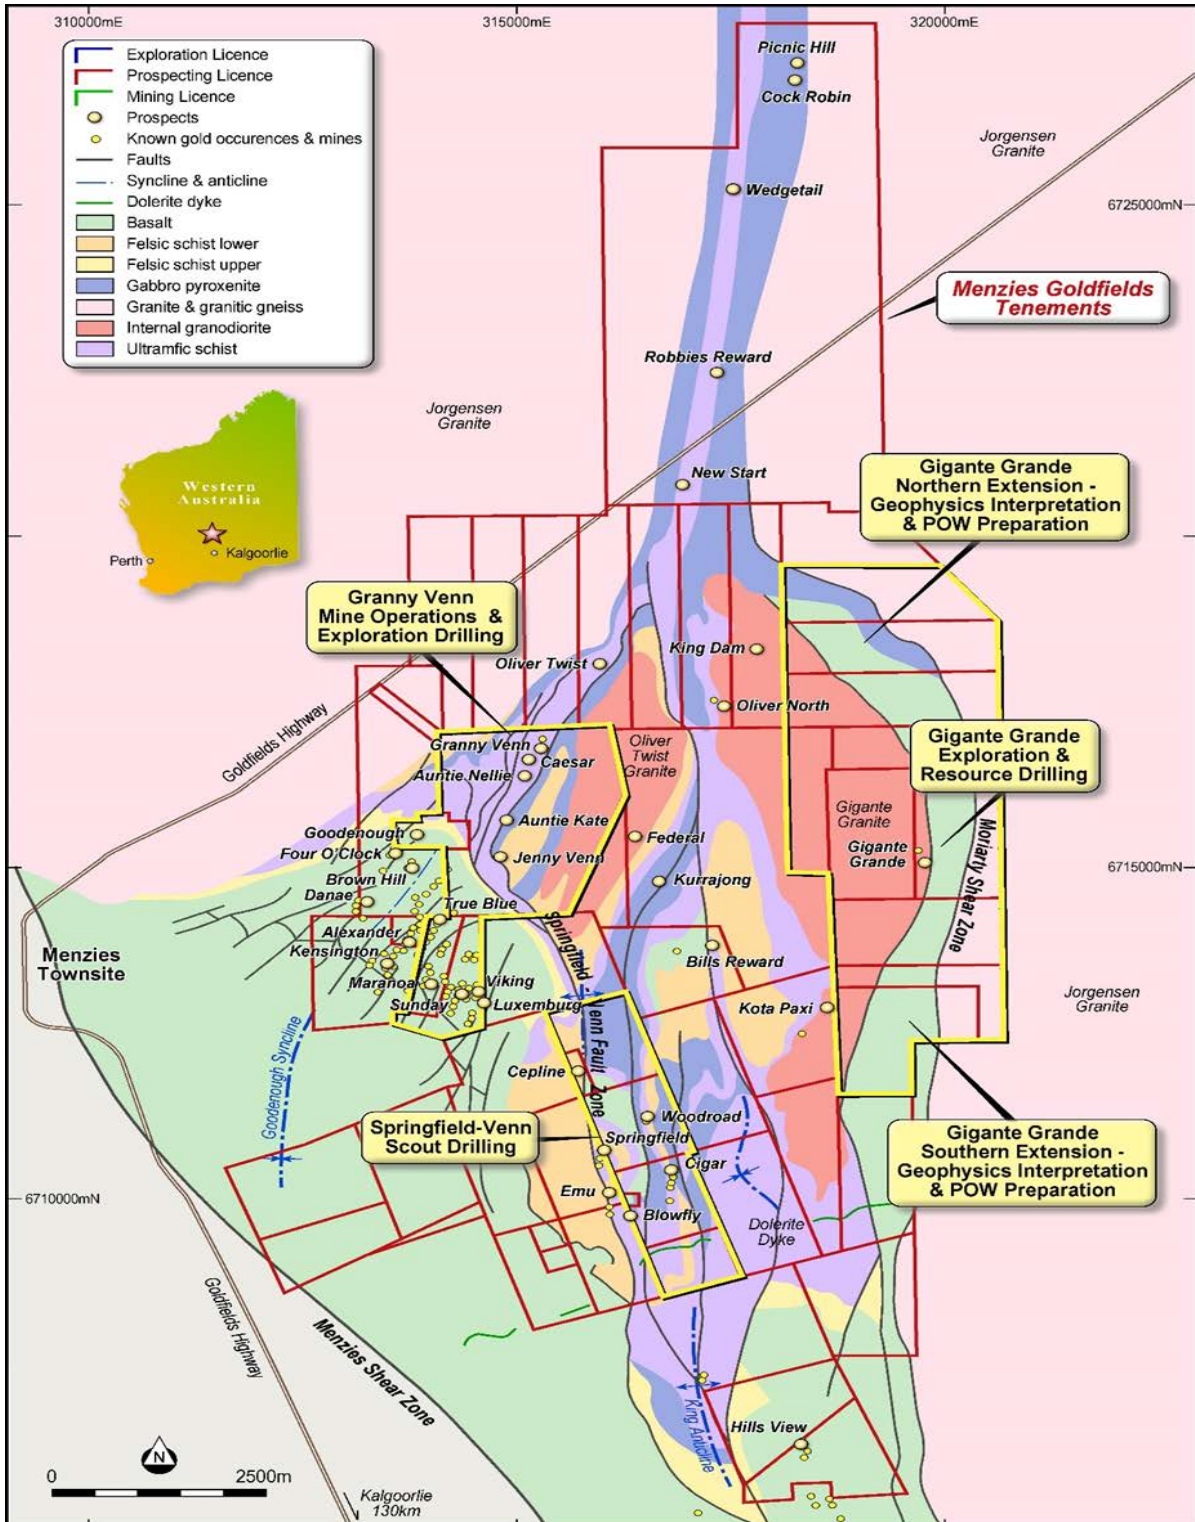 310000mE
315000mE
320000mE
Exploration Licence
Prospecting Licence
Mining Licence
Prospects
Known gold occurences & mines
Faults
Syncline & anticline
Dolerite dyke
Basalt
Felsic schist lower
Felsic schist upper
Gabbro pyroxenite
Granite & granitic gneiss
Internal granodiorite
Ultramfic schist
Picnic Hill
Cock Robin
Jorgensen
Granite
Wedgetail
6725000mN
Menzies Goldfields
Tenements
Robbies Reward
Jorgensen
Granite
Western
Australia
Perth
Kalgoorlie
New Start
Gigante Grande
Northern Extension -
Geophysics Interpretation
& POW Preparation
Granny Venn
Mine Operations &
Exploration Drilling
Oliver Twist
King Dam
Oliver North
Goldfields Highway
Granny Venn
Caesar
Auntie Nellie
Oliver
Twist
Granite
Gigante Grande
Exploration &
Resource Drilling
Auntie Kate
Gigante
Granite
Goodenough
Federal
Four O'Clock
Jenny Venn
Gigante
Grande
Moriarty Shear Zone
6715000mN
Brown Hill
Kurrajong
Danae
True Blue
Alexander
Springfield - Venn Fault Zone
Kensington
Bills Reward
Menzies
Townsite
Maranoa
Viking
Sunday
Luxemburg
Kota Paxi
Jorgensen
Granite
Goodenough Syncline
Cepline
Woodroad
Springfield-Venn
Scout Drilling
Springfield
Cigar
Gigante Grande
Southern Extension -
Geophysics Interpretation
& POW Preparation
6710000mN
Emu
Blowfly
Dolerite
Dyke
Goldfields Highway
Menzies Shear Zone
King Anticline
Hills View
N
0
2500m
Kalgoorlie
130km